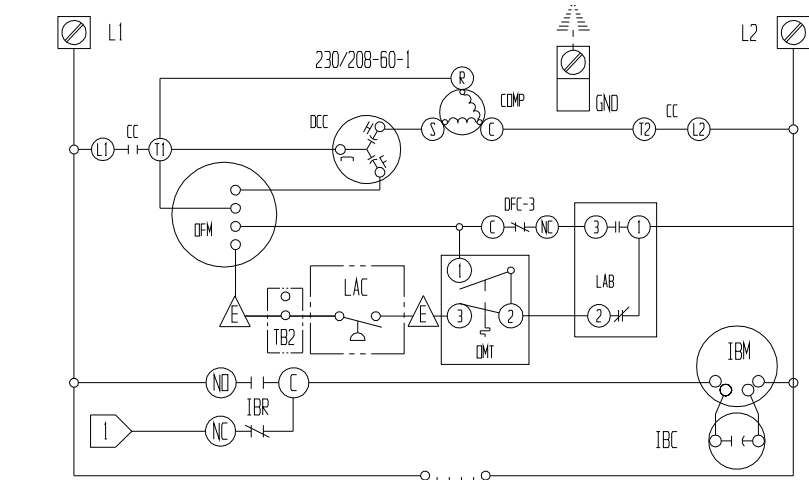 L1
L2
230/208-60-1
R
GND
COMP
DCC
H
S
C
T2
CC
L2
L1
CC
T1
C
F
OFM
DFC-3
C
NC
3
1
LAB
2
1
3
2
OMT
LAC
E
E
TB2
IBM
NO
C
IBR
1
NC
IBC